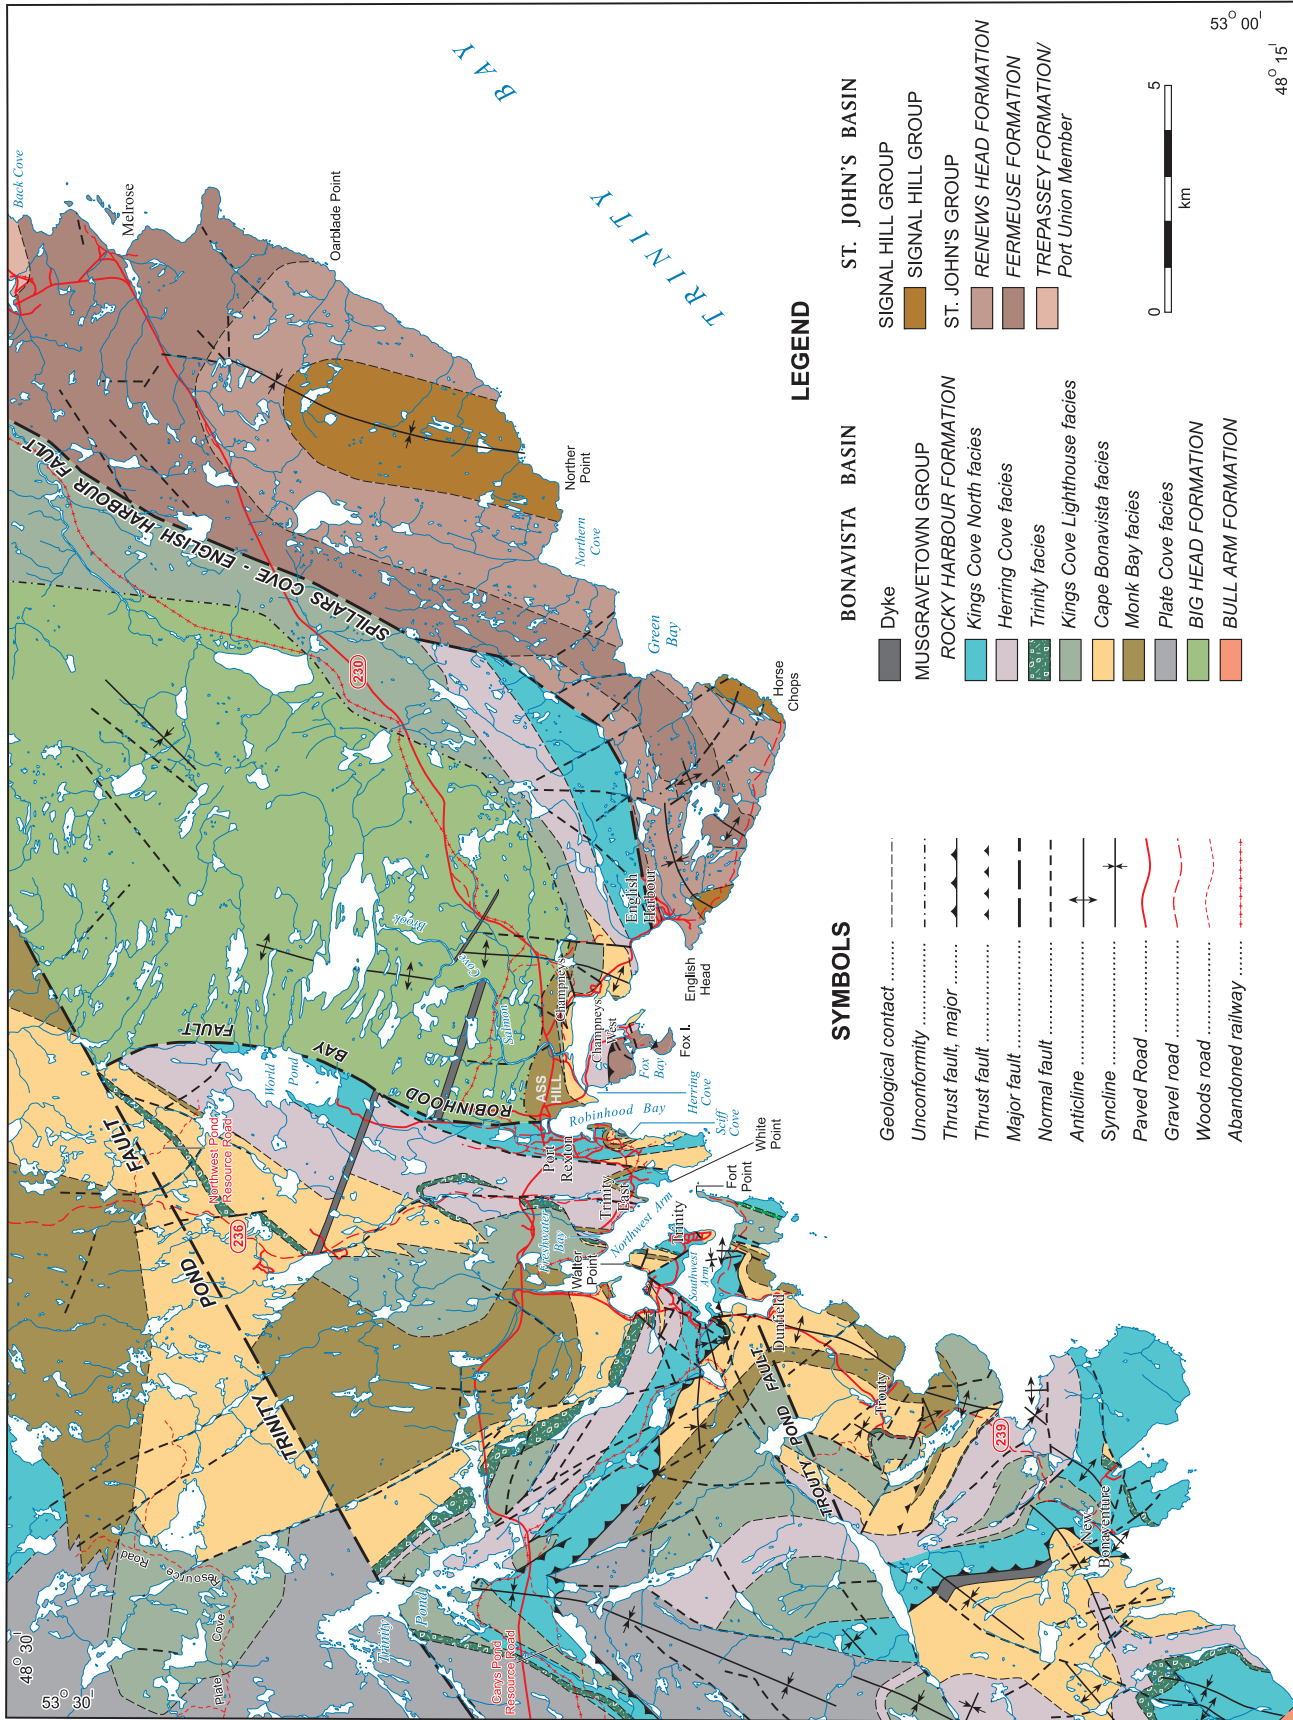 48° 30'
53° 30'
53° 00'
48° 15'
Back Cove
Melrose
Oarblade Point
TRINITY BAY
Norther
Point
Northern
Cove
Green
Bay
Horse
Chops
SPILLARS COVE - ENGLISH HARBOUR FAULT
230
English
Harbour
English
Head
Champneys
Champneys
West
Fox I.
Fox
Bay
Herring
Cove
Sciff
Cove
Robinhood Bay
ASS
HILL
Salmon
Cove
Brook
ROBINHOOD BAY FAULT
World
Pond
Port
Rexton
Trinity
East
White
Point
Fort
Point
Trinity
Northwest Arm
Southwest
Arm
Freshwater
Bay
Walter
Point
Northwest Pond
Resource Road
236
TRINITY POND FAULT
Dunfield
TROUTY POND FAULT
Trouty
239
New
Bonaventure
Trinity
Pond
Carys Pond
Resource Road
Plate Cove Resource Road
LEGEND
BONAVISTA BASIN
Dyke
MUSGRAVETOWN GROUP
ROCKY HARBOUR FORMATION
Kings Cove North facies
Herring Cove facies
Trinity facies
Kings Cove Lighthouse facies
Cape Bonavista facies
Monk Bay facies
Plate Cove facies
BIG HEAD FORMATION
BULL ARM FORMATION
ST. JOHN'S BASIN
SIGNAL HILL GROUP
SIGNAL HILL GROUP
ST. JOHN'S GROUP
RENEWS HEAD FORMATION
FERMEUSE FORMATION
TREPASSEY FORMATION/
Port Union Member
0 5
km
SYMBOLS
Geological contact
Unconformity
Thrust fault, major
Thrust fault
Major fault
Normal fault
Anticline
Syncline
Paved Road
Gravel road
Woods road
Abandoned railway